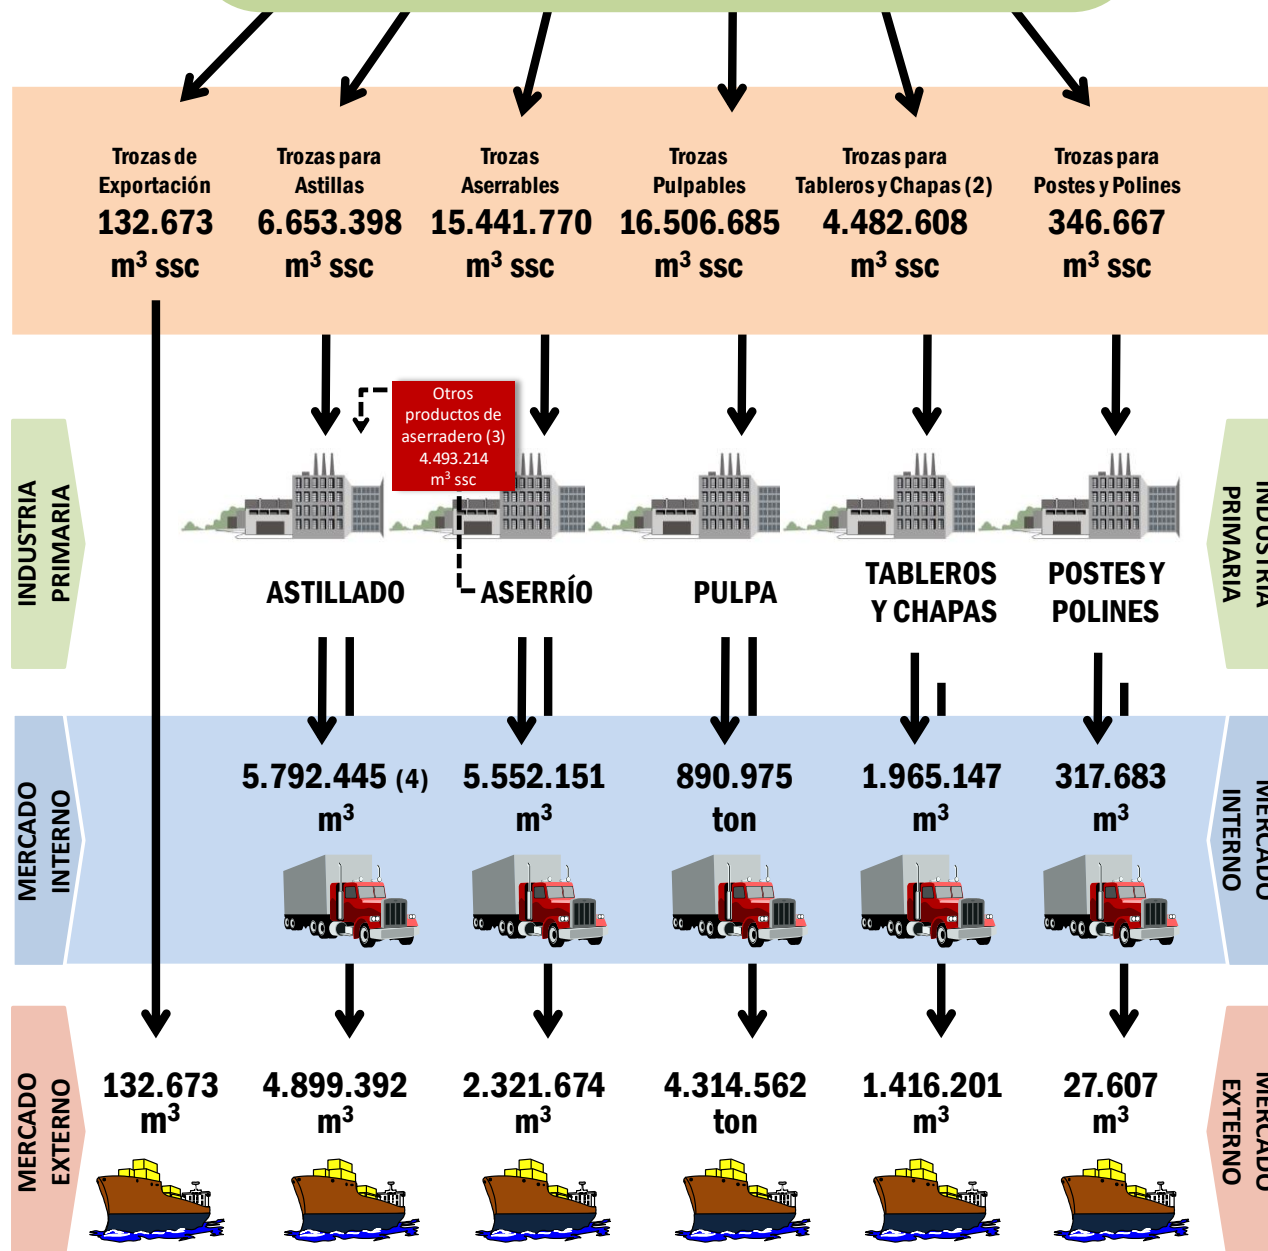 Trozas de
Exportación
132.673
m³ ssc
Trozas para
Astillas
6.653.398
m³ ssc
Trozas
Aserrables
15.441.770
m³ ssc
Trozas
Pulpables
16.506.685
m³ ssc
Trozas para
Tableros y Chapas (2)
4.482.608
m³ ssc
Trozas para
Postes y Polines
346.667
m³ ssc
Otros
productos de
aserradero (3)
4.493.214
m³ ssc
INDUSTRIA
PRIMARIA
ASTILLADO
ASERRÍO
PULPA
TABLEROS
Y CHAPAS
POSTES Y
POLINES
INDUSTRIA
PRIMARIA
MERCADO
INTERNO
5.792.445 (4)
m³
5.552.151
m³
890.975
ton
1.965.147
m³
317.683
m³
MERCADO
INTERNO
MERCADO
EXTERNO
132.673
m³
4.899.392
m³
2.321.674
m³
4.314.562
ton
1.416.201
m³
27.607
m³
MERCADO
EXTERNO